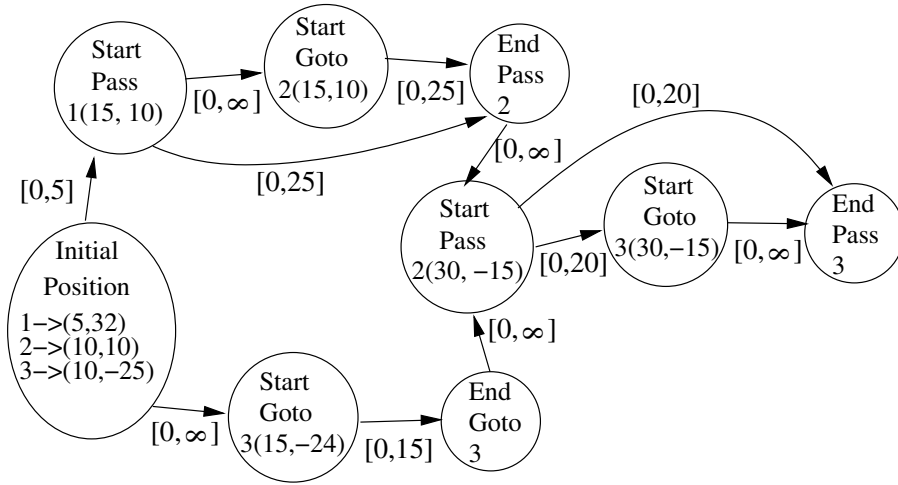 Start
Pass
1(15, 10)
[0,∞]
Start
Goto
2(15,10)
[0,25]
End
Pass
2
[0,25]
[0,∞]
[0,5]
Initial
Position
1−>(5,32)
2−>(10,10)
3−>(10,−25)
[0,∞]
Start
Goto
3(15,−24)
[0,15]
End
Goto
3
[0,∞]
Start
Pass
2(30, −15)
[0,20]
[0,20]
Start
Goto
3(30,−15)
[0,∞]
End
Pass
3